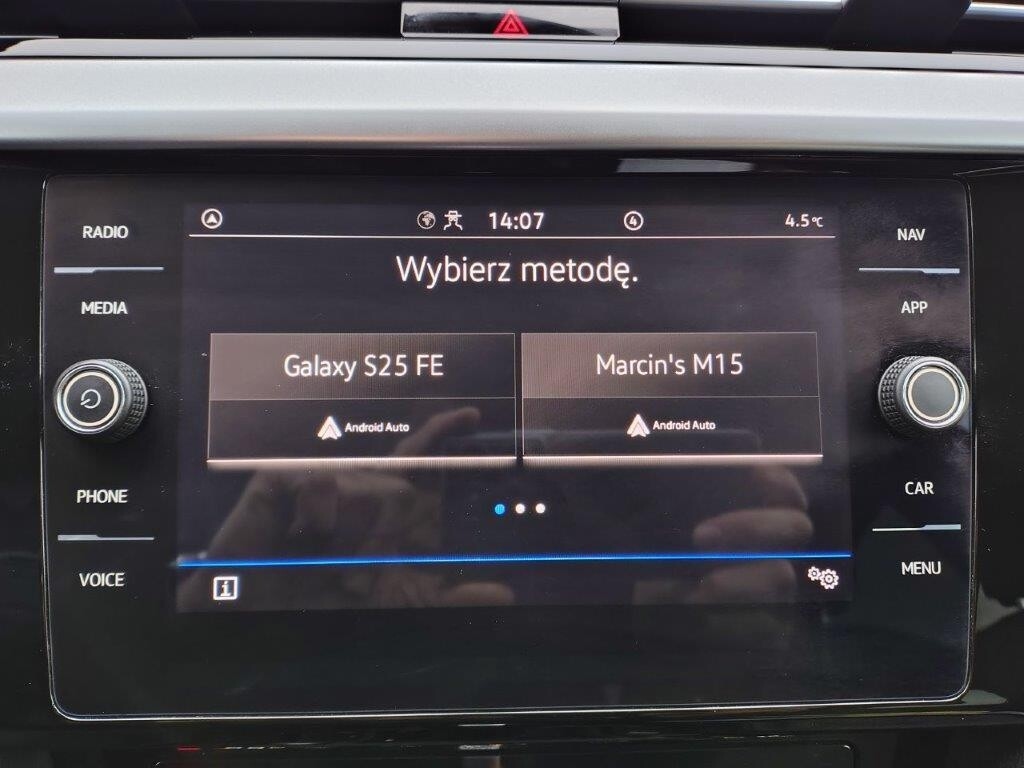 14:07
4
4.5°C
RADIO
NAV
Wybierz metodę.
MEDIA
APP
Galaxy S25 FE
Marcin's M15
Android Auto
Android Auto
PHONE
CAR
VOICE
i
MENU